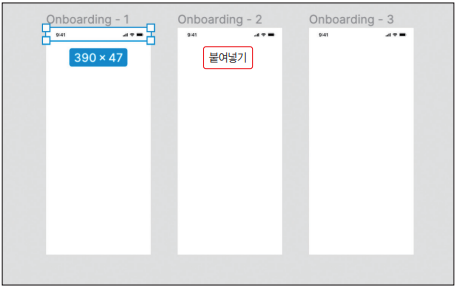 Onboarding - 1
Onboarding - 2
Onboarding - 3
9:41
9:41
9:41
390 × 47
붙여넣기